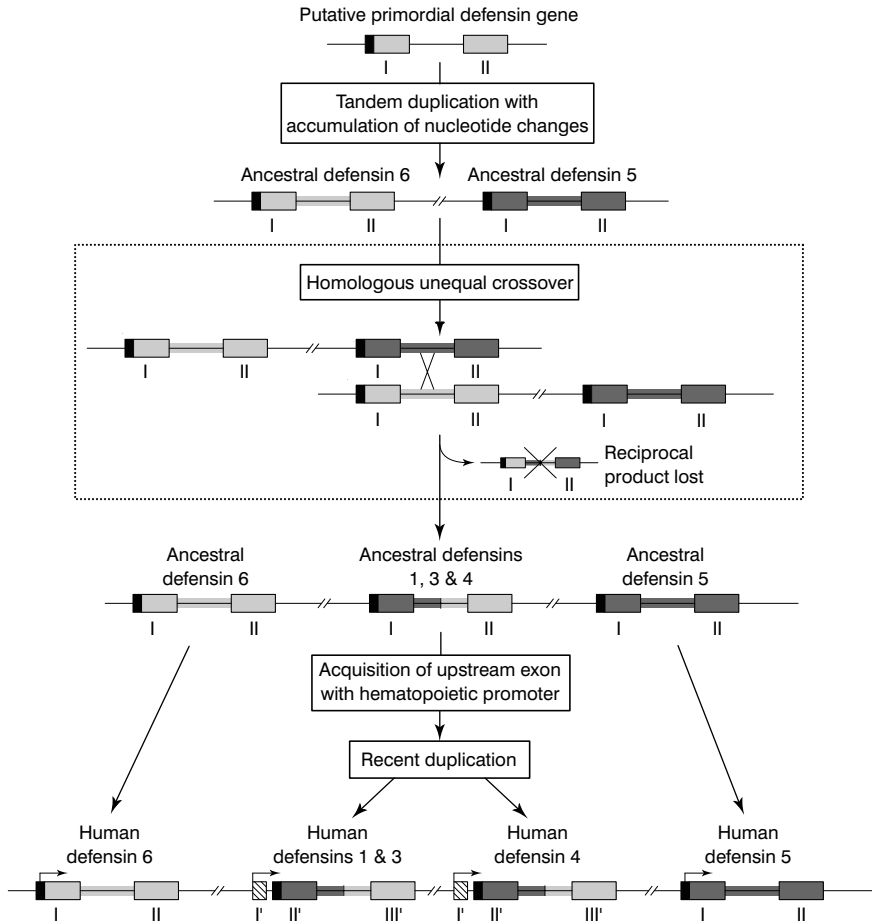 Putative primordial defensin gene
I II
Tandem duplication with
accumulation of nucleotide changes
Ancestral defensin 6 Ancestral defensin 5
I II I II
Homologous unequal crossover
I II I II
I II I II
Reciprocal
product lost
I II
Ancestral
defensin 6
Ancestral defensins
1, 3 & 4
Ancestral
defensin 5
I II I II I II
Acquisition of upstream exon
with hematopoietic promoter
Recent duplication
Human
defensin 6
Human
defensins 1 & 3
Human
defensin 4
Human
defensin 5
I II I' II' III' I' II' III' I II